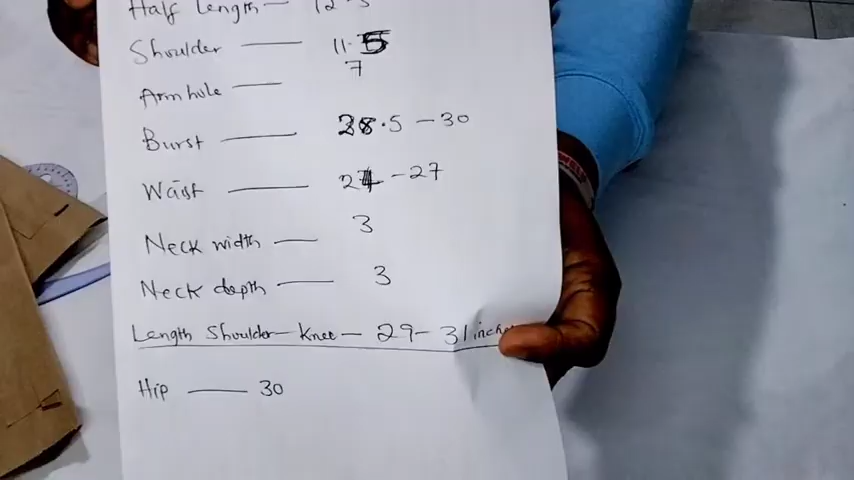 Half Length — 12.5
Shoulder — 11.5
Armhole — 7
Burst — 28.5 - 30
Waist — 24 - 27
Neck width — 3
Neck depth — 3
Length Shoulder - Knee - 29 - 31 inches
Hip — 30